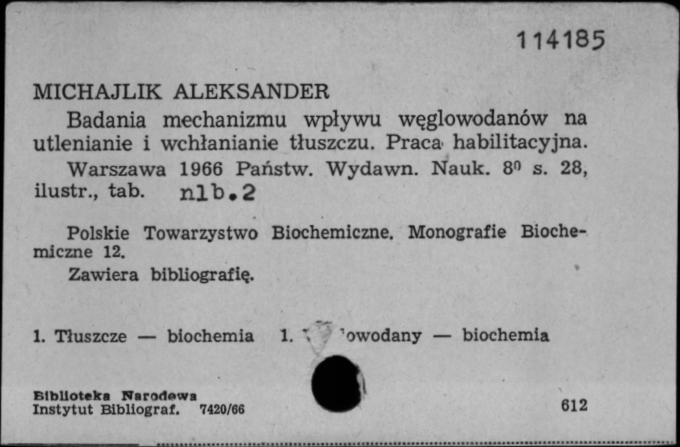 114185
MICHAJLIK ALEKSANDER
Badania mechanizmu wpływu węglowodanów na
utlenianie i wchłanianie tłuszczu. Praca habilitacyjna.
Warszawa 1966 Państw. Wydawn. Nauk. 8⁰ s. 28,
ilustr., tab. nlb.2
Polskie Towarzystwo Biochemiczne. Monografie Bioche-
miczne 12.
Zawiera bibliografię.
1. Tłuszcze — biochemia 1. owodany — biochemia
Biblioteka Narodowa
Instytut Bibliograf. 7420/66 612